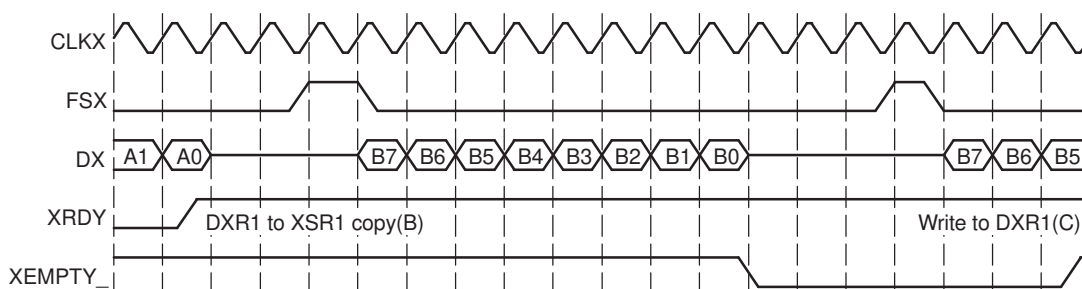 CLKX
FSX
DX A1 A0 B7 B6 B5 B4 B3 B2 B1 B0 B7 B6 B5
XRDY DXR1 to XSR1 copy(B) Write to DXR1(C)
XEMPTY_